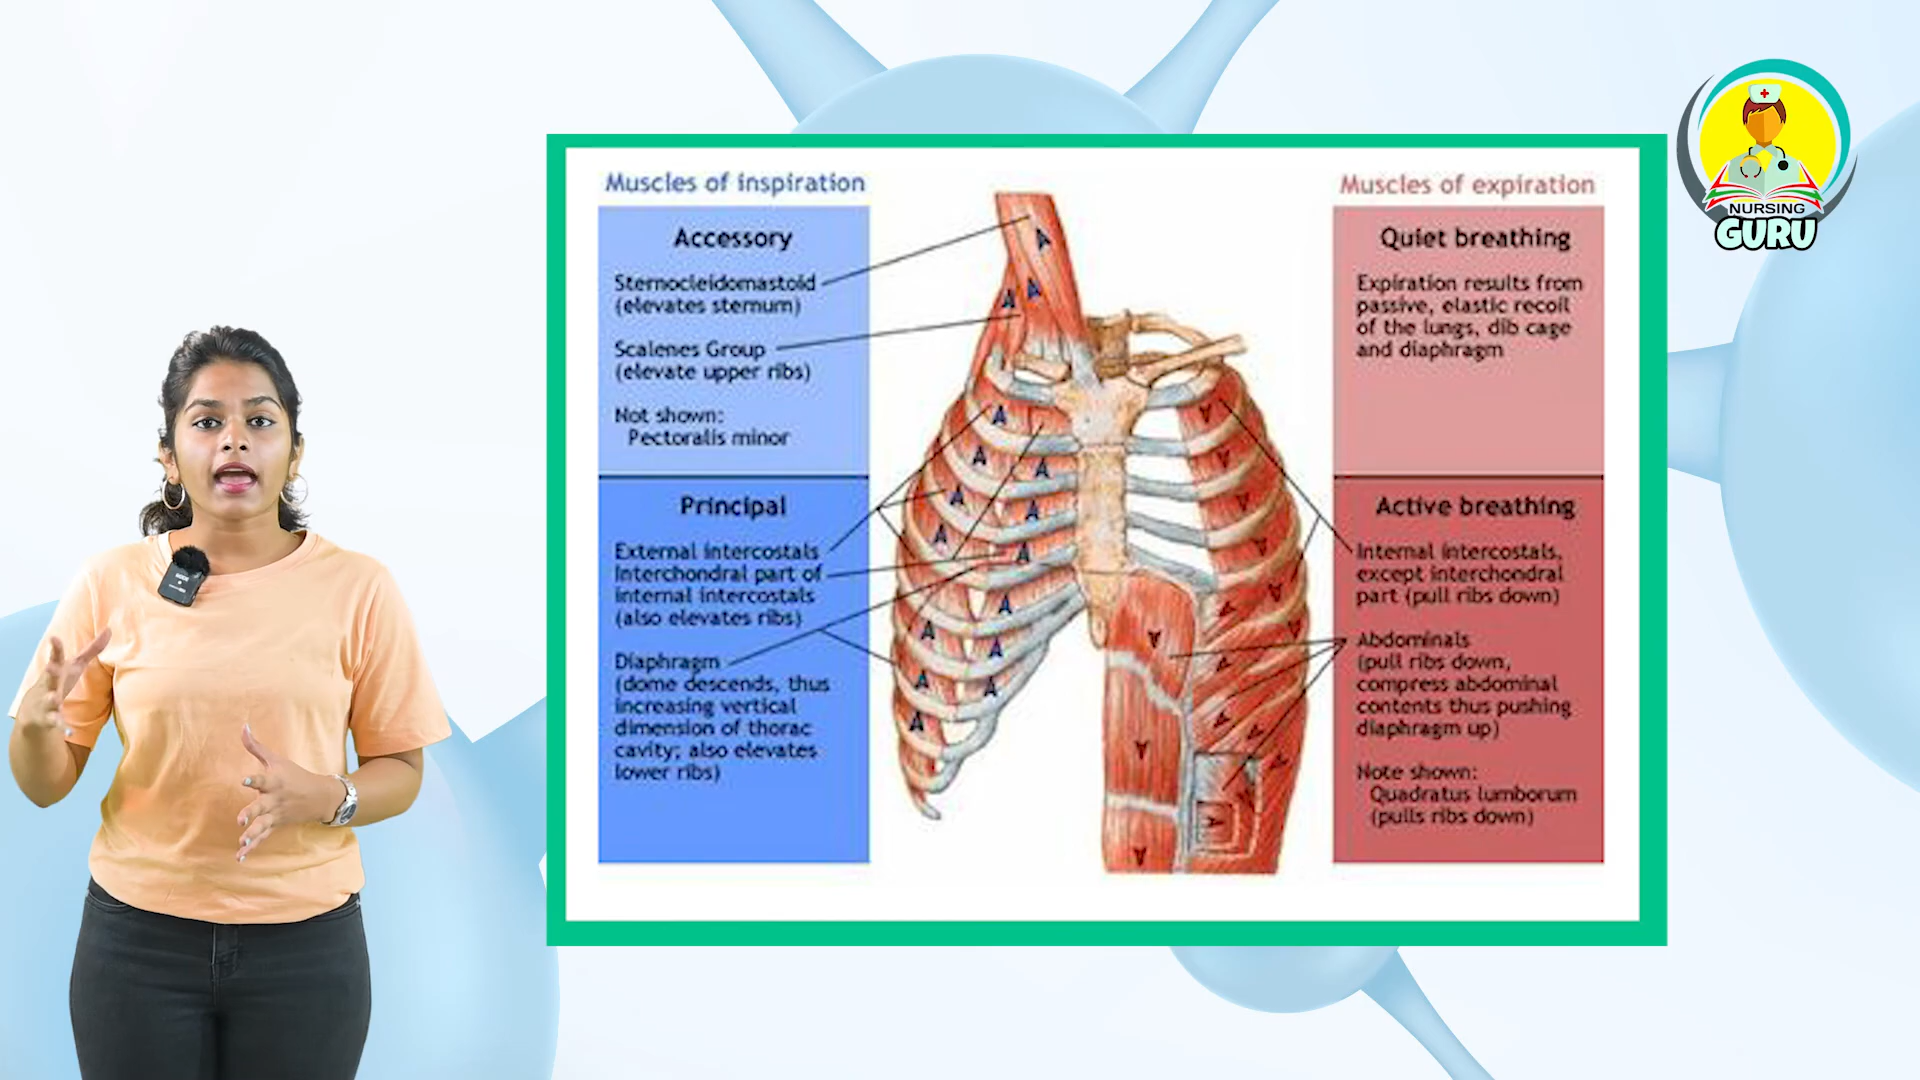 Muscles of inspiration
Accessory
Sternocleidomastoid
(elevates sternum)
Scalenes Group
(elevate upper ribs)
Not shown:
Pectoralis minor
Principal
External intercostals
Interchondral part of
internal intercostals
(also elevates ribs)
Diaphragm
(dome descends, thus
increasing vertical
dimension of thorac
cavity; also elevates
lower ribs)
Muscles of expiration
Quiet breathing
Expiration results from
passive, elastic recoil
of the lungs, dib cage
and diaphragm
Active breathing
Internal intercostals,
except interchondral
part (pull ribs down)
Abdominals
(pull ribs down,
compress abdominal
contents thus pushing
diaphragm up)
Note shown:
Quadratus lumborum
(pulls ribs down)
NURSING
GURU